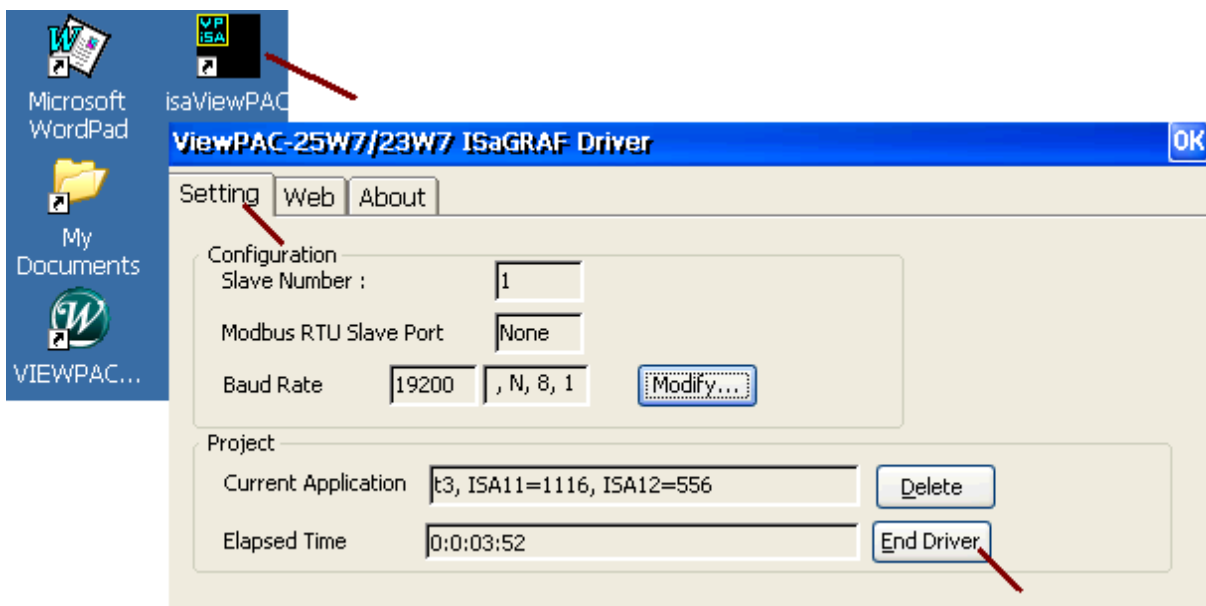 VP
iSA
Microsoft
WordPad
isaViewPAC
My
Documents
VIEWPAC...
ViewPAC-25W7/23W7 ISaGRAF Driver
OK
Setting Web About
Configuration
Slave Number : 1
Modbus RTU Slave Port None
Baud Rate 19200 , N, 8, 1 Modify...
Project
Current Application t3, ISA11=1116, ISA12=556 Delete
Elapsed Time 0:0:03:52 End Driver